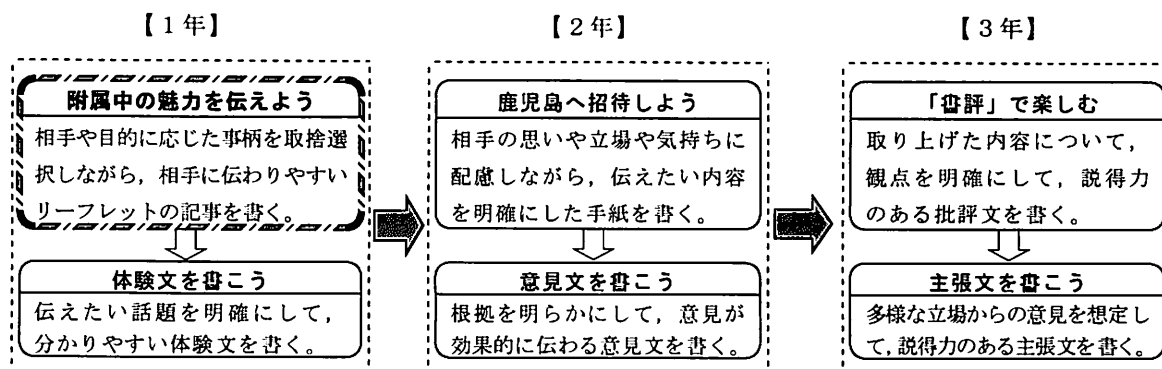 【1年】
附属中の魅力を伝えよう
相手や目的に応じた事柄を取捨選
択しながら，相手に伝わりやすい
リーフレットの記事を書く。
体験文を書こう
伝えたい話題を明確にして，
分かりやすい体験文を書く。
【2年】
鹿児島へ招待しよう
相手の思いや立場や気持ちに
配慮しながら，伝えたい内容
を明確にした手紙を書く。
意見文を書こう
根拠を明らかにして，意見が
効果的に伝わる意見文を書く。
【3年】
「書評」で楽しむ
取り上げた内容について，
観点を明確にして，説得力
のある批評文を書く。
主張文を書こう
多様な立場からの意見を想定し
て，説得力のある主張文を書く。